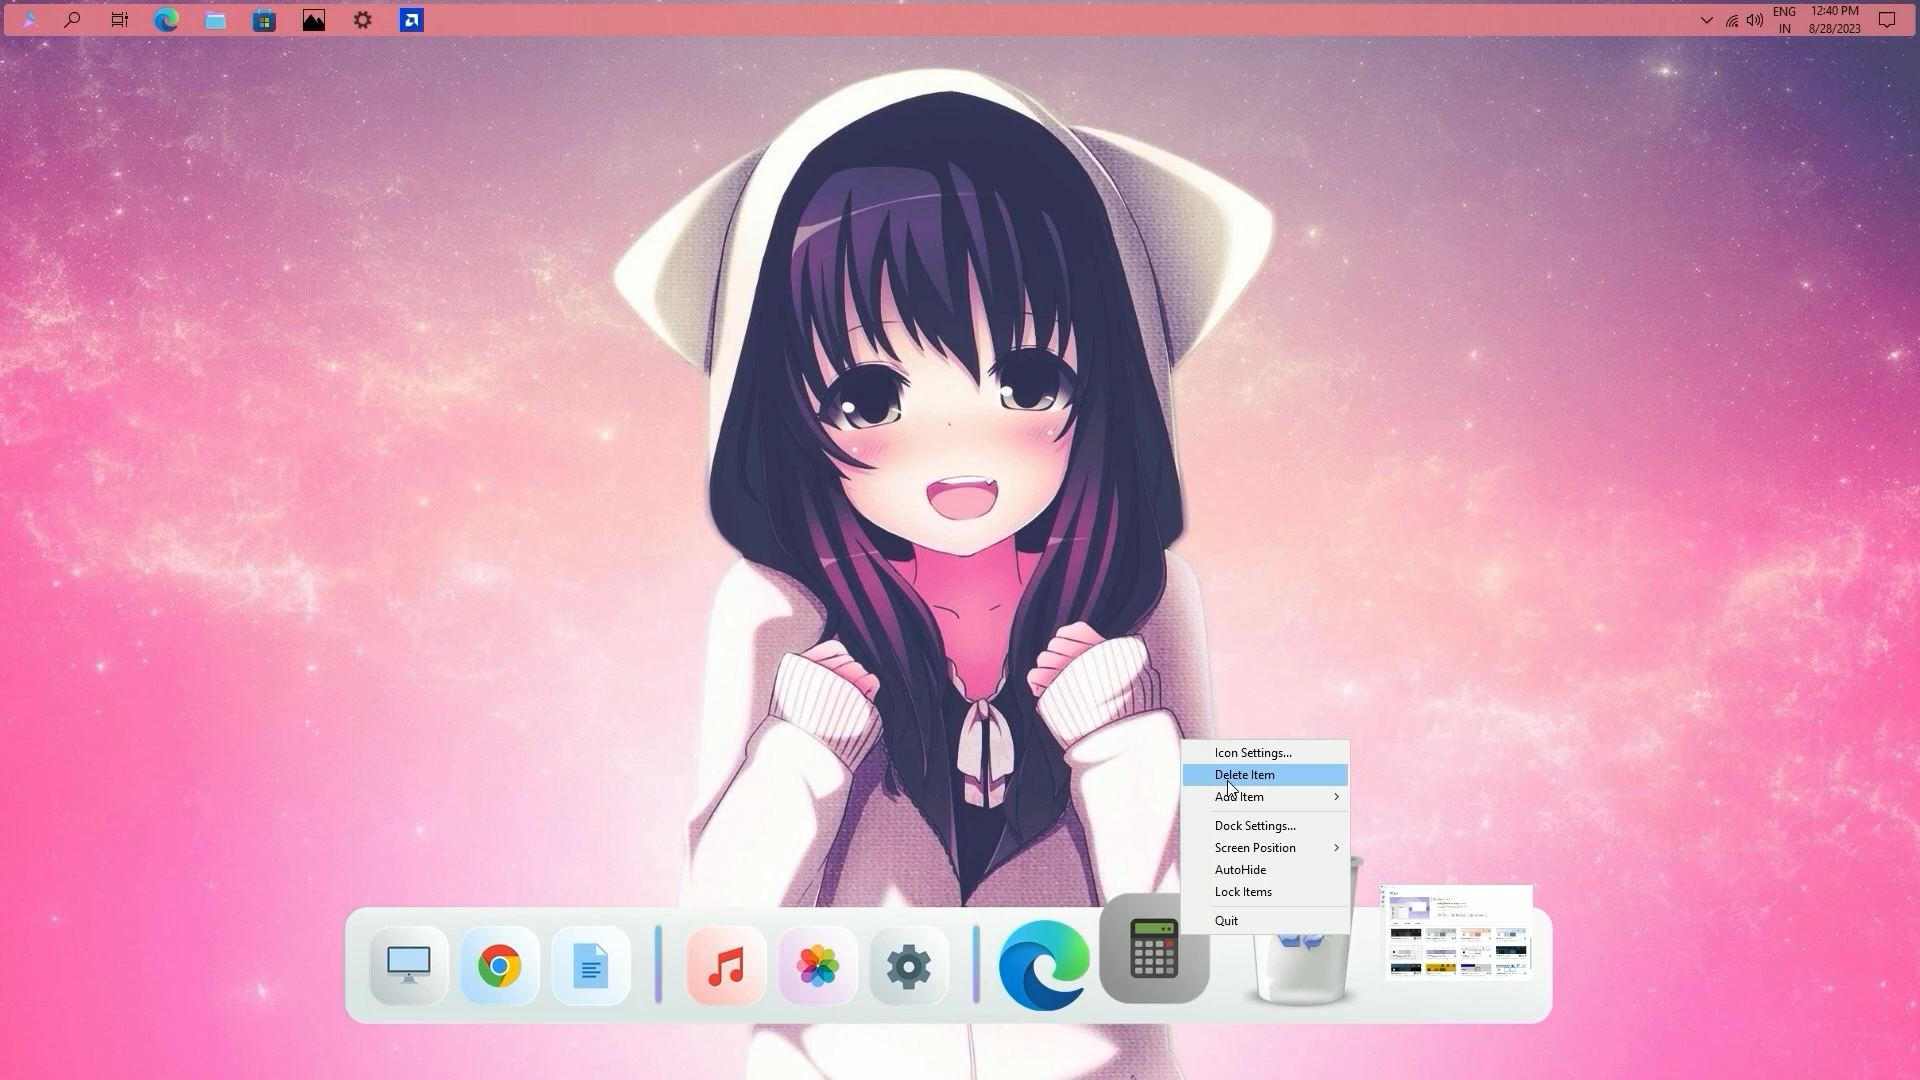 ENG
IN
12:40 PM
8/28/2023
Icon Settings...
Delete Item
Add Item
Dock Settings...
Screen Position
AutoHide
Lock Items
Quit